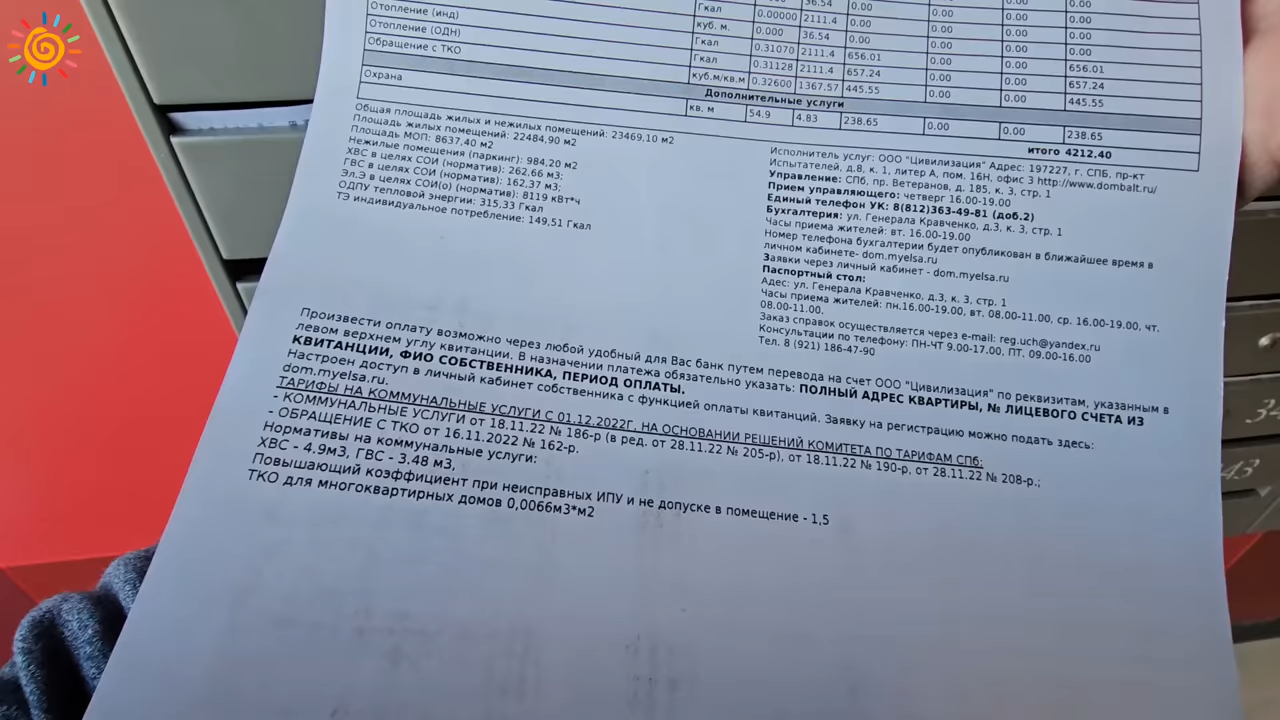 36.54 0.00 0.00 0.00 0.00
Отопление (инд) Гкал 0.00000 2111.4 0.00 0.00 0.00 0.00
Отопление (ОДН) куб. м. 0.000 36.54 0.00 0.00 0.00 0.00
Обращение с ТКО Гкал 0.31070 2111.4 656.01 0.00 0.00 656.01
Гкал 0.31128 2111.4 657.24 0.00 0.00 657.24
куб.м/кв.м 0.32600 1367.57 445.55 0.00 0.00 445.55
Дополнительные услуги
Охрана кв. м 54.9 4.83 238.65 0.00 0.00 238.65
итого 4212,40
Общая площадь жилых и нежилых помещений: 23469,10 м2
Площадь жилых помещений: 22484,90 м2
Площадь МОП: 8637,40 м2
Нежилые помещения (паркинг): 984,20 м2
ХВС в целях СОИ (норматив): 262,66 м3;
ГВС в целях СОИ (норматив): 162,37 м3;
Эл.Э в целях СОИ(о) (норматив): 8119 кВт*ч
ОДПУ тепловой энергии: 315,33 Гкал
ТЭ индивидуальное потребление: 149,51 Гкал
Исполнитель услуг: ООО "Цивилизация" Адрес: 197227, г. СПБ, пр-кт
Испытателей, д.8, к. 1, литер А, пом. 16Н, офис 3 http://www.dombalt.ru/
Управление: СПб, пр. Ветеранов, д. 185, к. 3, стр. 1
Прием управляющего: четверг 16.00-19.00
Единый телефон УК: 8(812)363-49-81 (доб.2)
Бухгалтерия: ул. Генерала Кравченко, д.3, к. 3, стр. 1
Часы приема жителей: вт. 16.00-19.00
Номер телефона бухгалтерии будет опубликован в ближайшее время в
личном кабинете- dom.myelsa.ru
Заявки через личный кабинет - dom.myelsa.ru
Паспортный стол:
Адес: ул. Генерала Кравченко, д.3, к. 3, стр. 1
Часы приема жителей: пн.16.00-19.00, вт. 08.00-11.00, ср. 16.00-19.00, чт.
08.00-11.00.
Заказ справок осуществляется через e-mail: reg.uch@yandex.ru
Консультации по телефону: ПН-ЧТ 9.00-17.00, ПТ. 09.00-16.00
Тел. 8 (921) 186-47-90
Произвести оплату возможно через любой удобный для Вас банк путем перевода на счет ООО "Цивилизация" по реквизитам, указанным в
левом верхнем углу квитанции. В назначении платежа обязательно указать: ПОЛНЫЙ АДРЕС КВАРТИРЫ, № ЛИЦЕВОГО СЧЕТА ИЗ
КВИТАНЦИИ, ФИО СОБСТВЕННИКА, ПЕРИОД ОПЛАТЫ.
Настроен доступ в личный кабинет собственника с функцией оплаты квитанций. Заявку на регистрацию можно подать здесь:
dom.myelsa.ru.
ТАРИФЫ НА КОММУНАЛЬНЫЕ УСЛУГИ С 01.12.2022Г. НА ОСНОВАНИИ РЕШЕНИЙ КОМИТЕТА ПО ТАРИФАМ СПб:
- КОММУНАЛЬНЫЕ УСЛУГИ от 18.11.22 № 186-р (в ред. от 28.11.22 № 205-р), от 18.11.22 № 190-р, от 28.11.22 № 208-р.;
- ОБРАЩЕНИЕ С ТКО от 16.11.2022 № 162-р.
Нормативы на коммунальные услуги:
ХВС - 4.9м3, ГВС - 3.48 м3,
Повышающий коэффициент при неисправных ИПУ и не допуске в помещение - 1,5
ТКО для многоквартирных домов 0,0066м3*м2
43